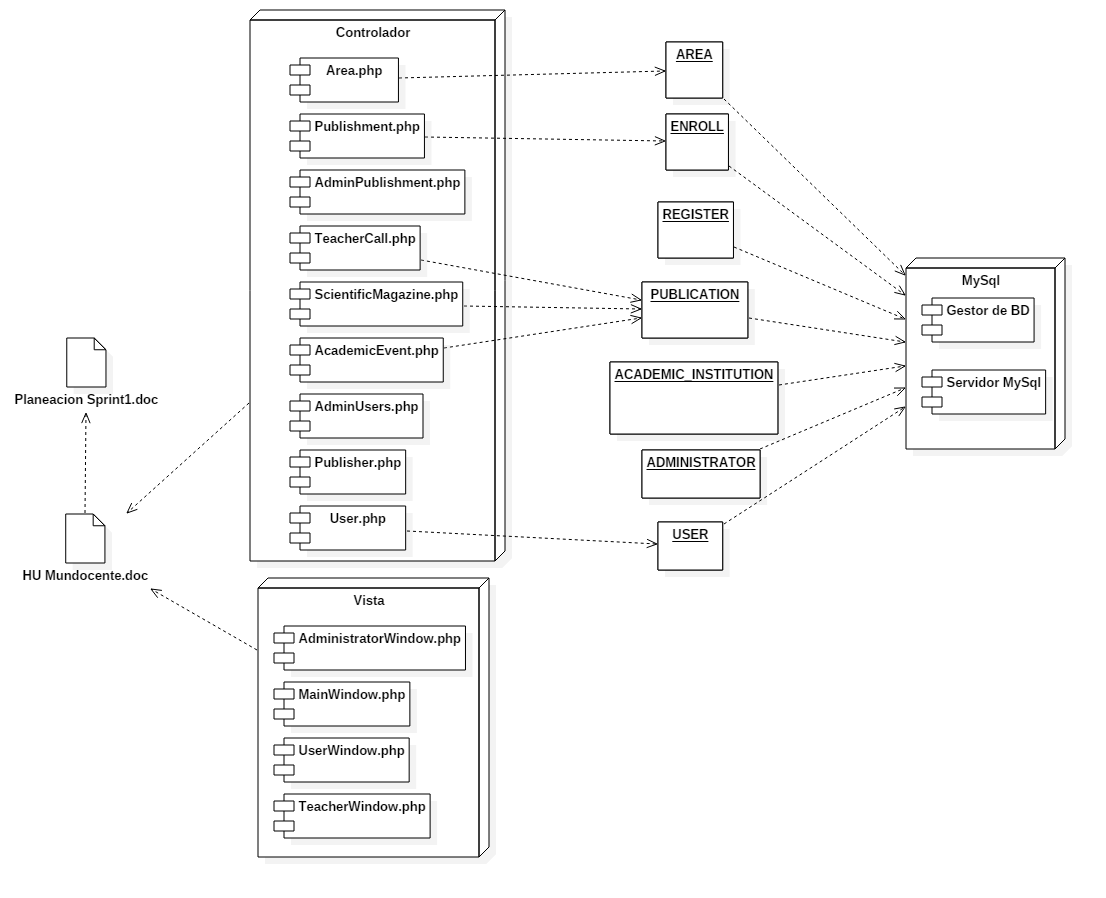 Controlador
Area.php
Publishment.php
AdminPublishment.php
TeacherCall.php
ScientificMagazine.php
AcademicEvent.php
AdminUsers.php
Publisher.php
User.php
AREA
ENROLL
REGISTER
PUBLICATION
ACADEMIC_INSTITUTION
ADMINISTRATOR
USER
MySql
Gestor de BD
Servidor MySql
Planeacion Sprint1.doc
HU Mundocente.doc
Vista
AdministratorWindow.php
MainWindow.php
UserWindow.php
TeacherWindow.php